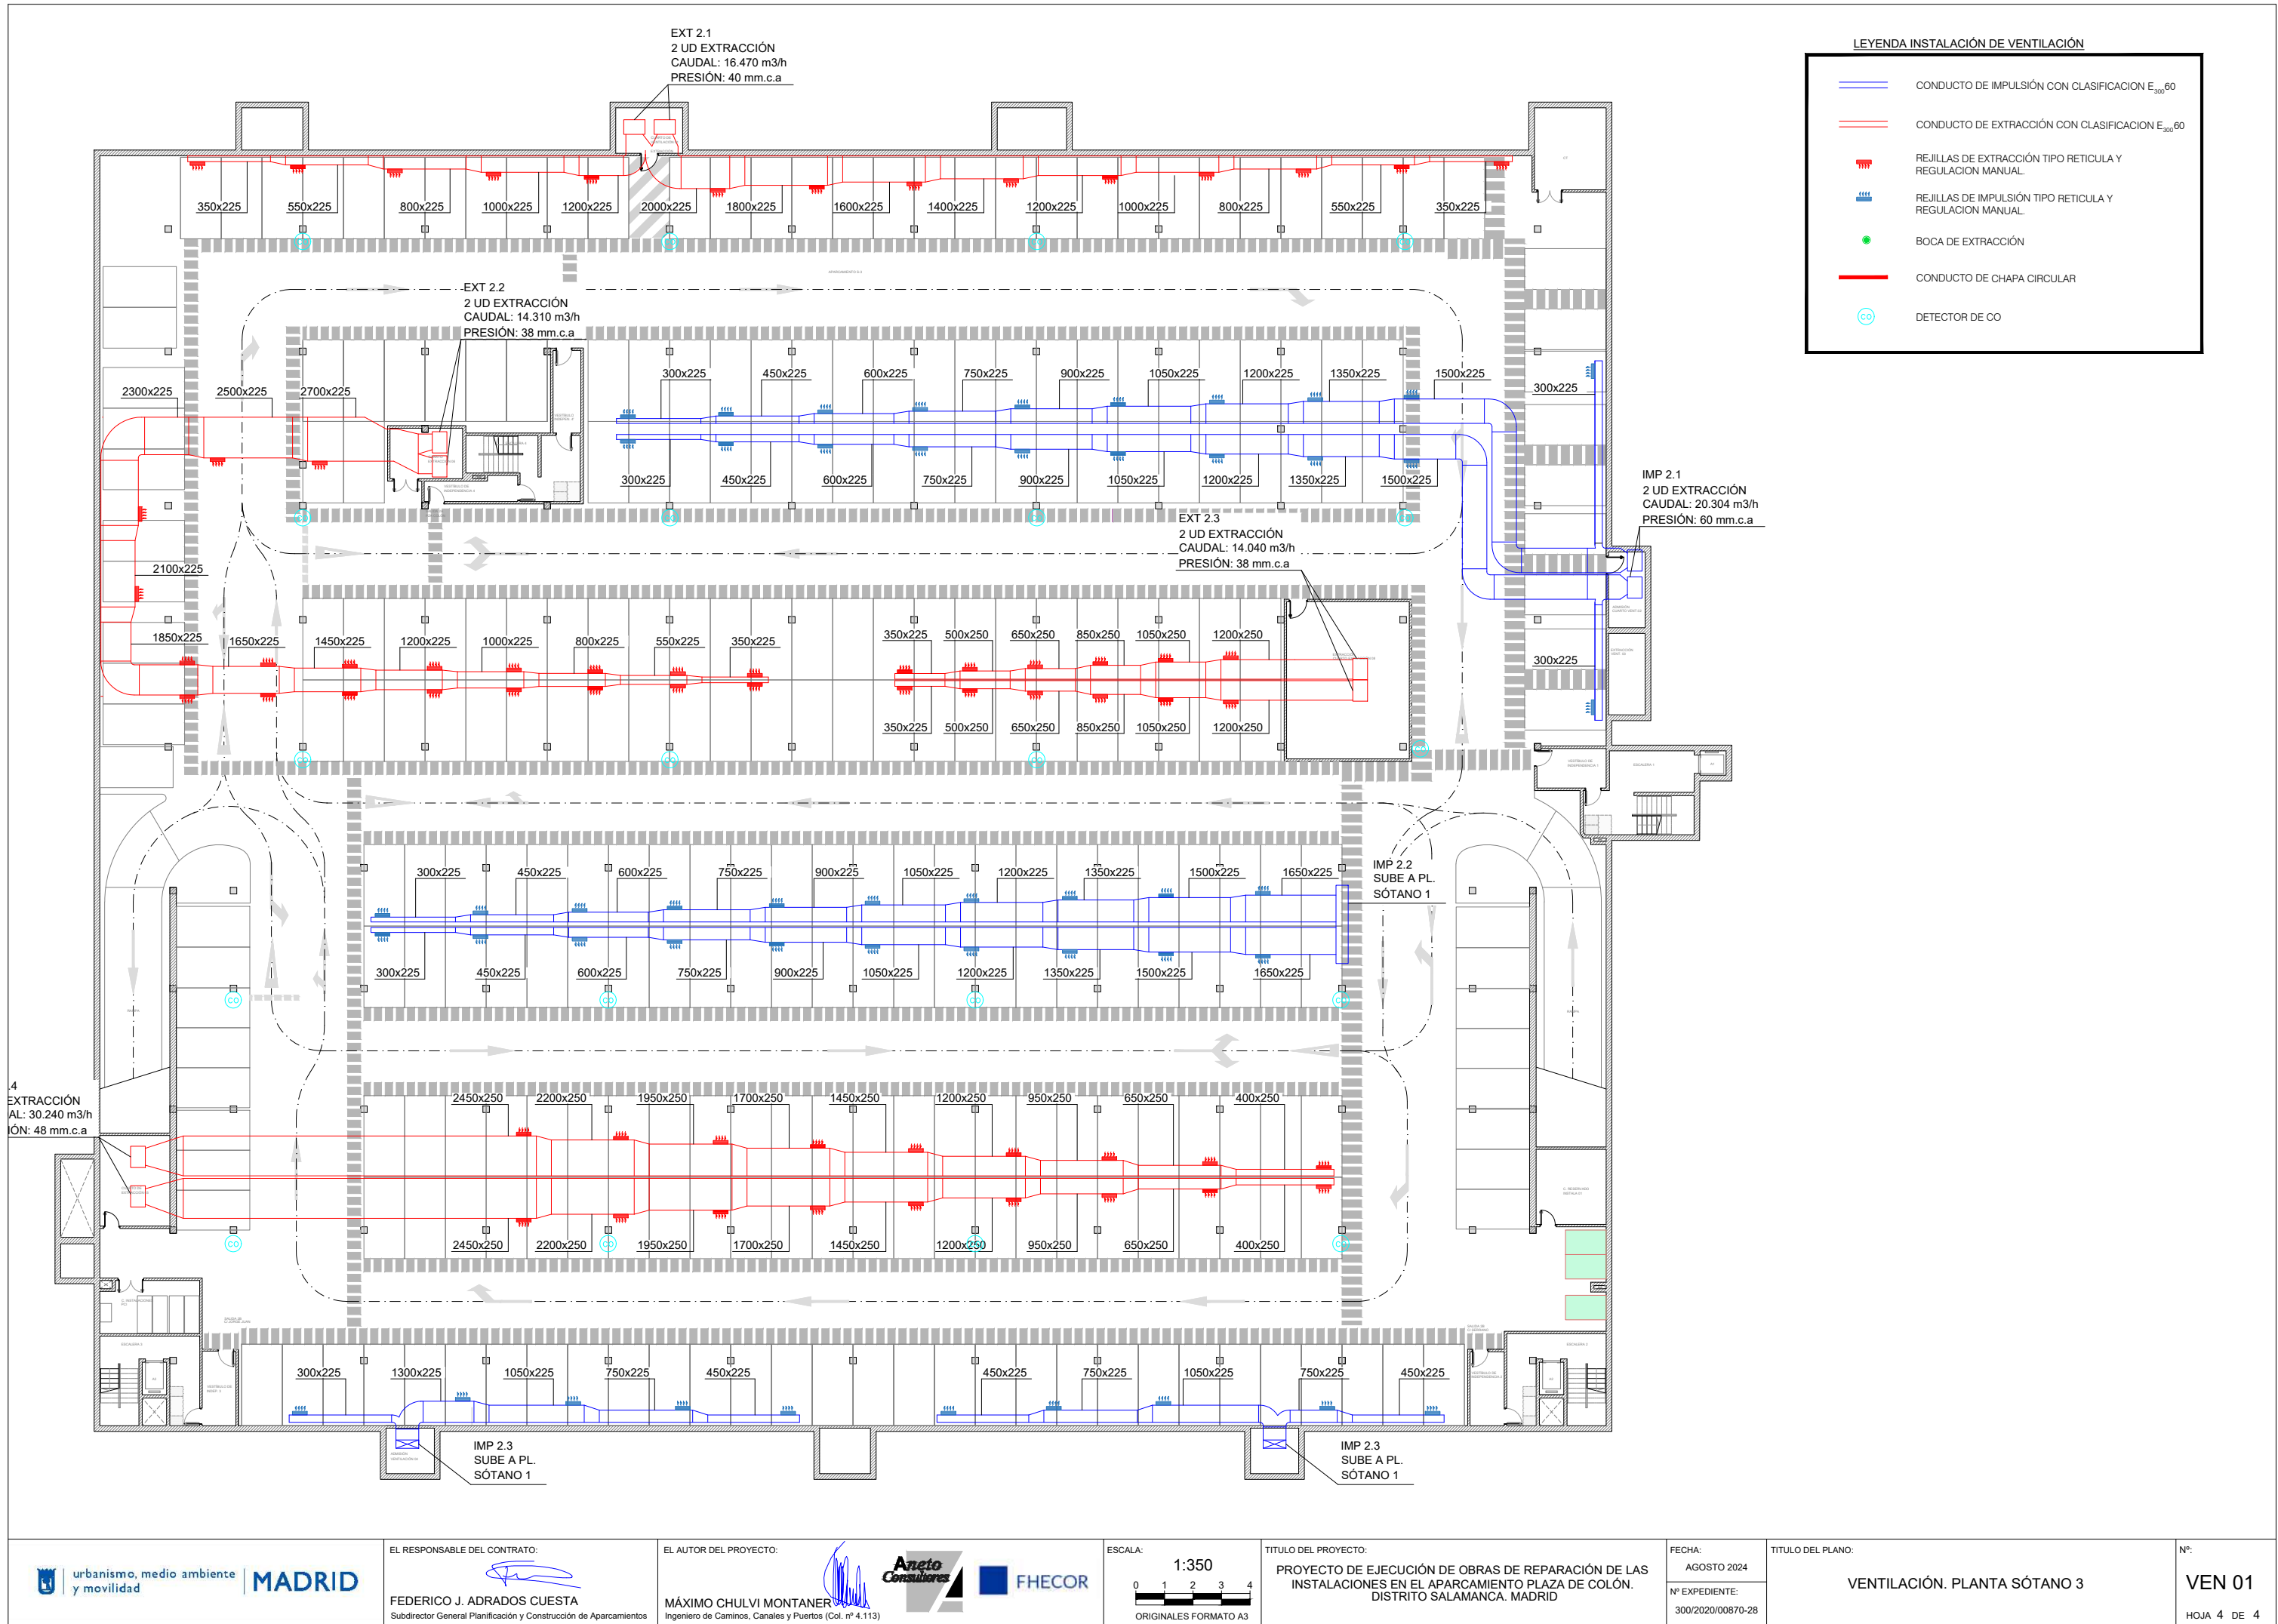 EXT 2.1
2 UD EXTRACCIÓN
CAUDAL: 16.470 m3/h
PRESIÓN: 40 mm.c.a
LEYENDA INSTALACIÓN DE VENTILACIÓN
CONDUCTO DE IMPULSIÓN CON CLASIFICACION E30060
CONDUCTO DE EXTRACCIÓN CON CLASIFICACION E30060
REJILLAS DE EXTRACCIÓN TIPO RETICULA Y
REGULACION MANUAL.
REJILLAS DE IMPULSIÓN TIPO RETICULA Y
REGULACION MANUAL.
BOCA DE EXTRACCIÓN
CONDUCTO DE CHAPA CIRCULAR
CO DETECTOR DE CO
350x225 550x225 800x225 1000x225 1200x225 2000x225 1800x225 1600x225 1400x225 1200x225 1000x225 800x225 550x225 350x225
EXT 2.2
2 UD EXTRACCIÓN
CAUDAL: 14.310 m3/h
PRESIÓN: 38 mm.c.a
2300x225 2500x225 2700x225
300x225 450x225 600x225 750x225 900x225 1050x225 1200x225 1350x225 1500x225
300x225
300x225 450x225 600x225 750x225 900x225 1050x225 1200x225 1350x225 1500x225
IMP 2.1
2 UD EXTRACCIÓN
CAUDAL: 20.304 m3/h
PRESIÓN: 60 mm.c.a
EXT 2.3
2 UD EXTRACCIÓN
CAUDAL: 14.040 m3/h
PRESIÓN: 38 mm.c.a
2100x225
1850x225 1650x225 1450x225 1200x225 1000x225 800x225 550x225 350x225
350x225 500x250 650x250 850x250 1050x250 1200x250
300x225
350x225 500x250 650x250 850x250 1050x250 1200x250
IMP 2.2
SUBE A PL.
SÓTANO 1
300x225 450x225 600x225 750x225 900x225 1050x225 1200x225 1350x225 1500x225 1650x225
300x225 450x225 600x225 750x225 900x225 1050x225 1200x225 1350x225 1500x225 1650x225
.4
EXTRACCIÓN
AL: 30.240 m3/h
IÓN: 48 mm.c.a
2450x250 2200x250 1950x250 1700x250 1450x250 1200x250 950x250 650x250 400x250
2450x250 2200x250 1950x250 1700x250 1450x250 1200x250 950x250 650x250 400x250
300x225 1300x225 1050x225 750x225 450x225 450x225 750x225 1050x225 750x225 450x225
IMP 2.3
SUBE A PL.
SÓTANO 1
IMP 2.3
SUBE A PL.
SÓTANO 1
urbanismo, medio ambiente
y movilidad
MADRID
EL RESPONSABLE DEL CONTRATO:
FEDERICO J. ADRADOS CUESTA
Subdirector General Planificación y Construcción de Aparcamientos
EL AUTOR DEL PROYECTO:
MÁXIMO CHULVI MONTANER
Ingeniero de Caminos, Canales y Puertos (Col. nº 4.113)
Aneto
Consultores
FHECOR
ESCALA:
1:350
0 1 2 3 4
ORIGINALES FORMATO A3
TITULO DEL PROYECTO:
PROYECTO DE EJECUCIÓN DE OBRAS DE REPARACIÓN DE LAS
INSTALACIONES EN EL APARCAMIENTO PLAZA DE COLÓN.
DISTRITO SALAMANCA. MADRID
FECHA:
AGOSTO 2024
Nº EXPEDIENTE:
300/2020/00870-28
TITULO DEL PLANO:
VENTILACIÓN. PLANTA SÓTANO 3
Nº:
VEN 01
HOJA 4 DE 4